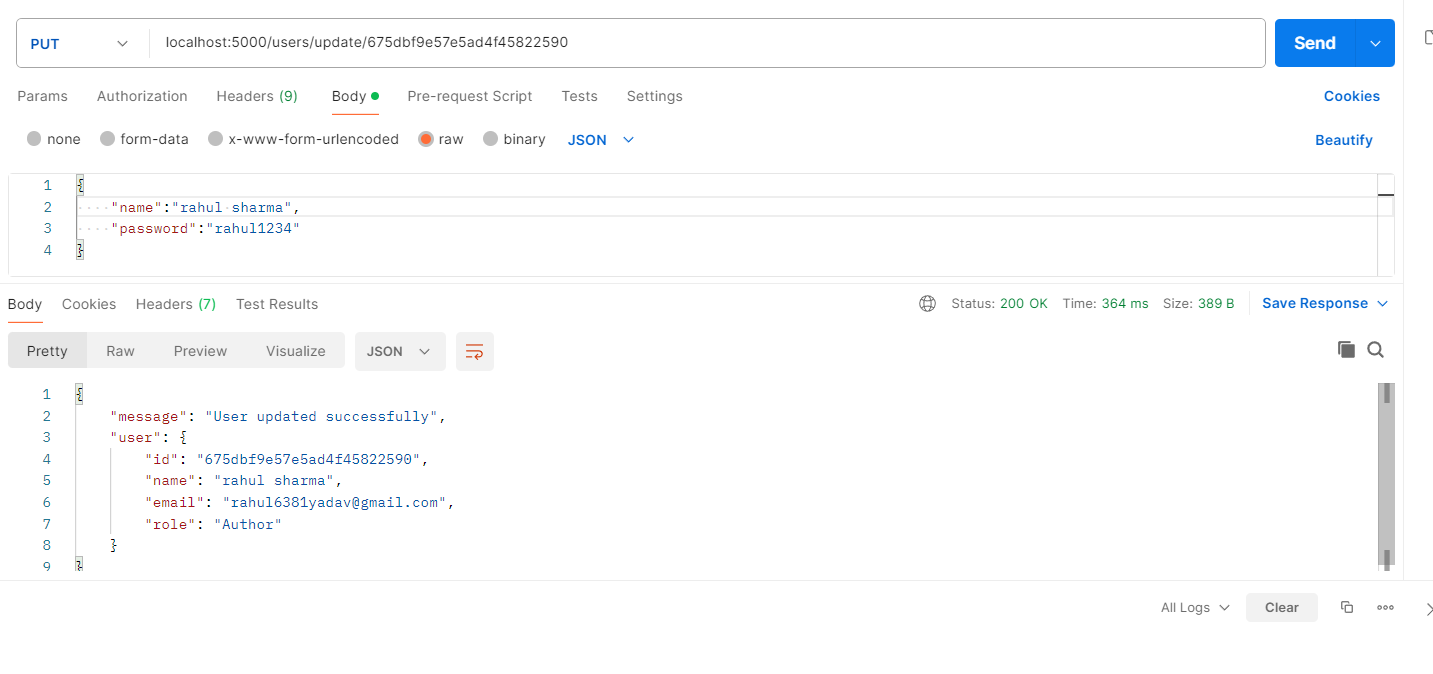 PUT localhost:5000/users/update/675dbf9e57e5ad4f45822590 Send
Params Authorization Headers (9) Body Pre-request Script Tests Settings Cookies
none form-data x-www-form-urlencoded raw binary JSON Beautify
1 {
2 "name":"rahul sharma",
3 "password":"rahul1234"
4 }
Body Cookies Headers (7) Test Results Status: 200 OK Time: 364 ms Size: 389 B Save Response
Pretty Raw Preview Visualize JSON
1 {
2 "message": "User updated successfully",
3 "user": {
4 "id": "675dbf9e57e5ad4f45822590",
5 "name": "rahul sharma",
6 "email": "rahul6381yadav@gmail.com",
7 "role": "Author"
8 }
9 }
All Logs Clear